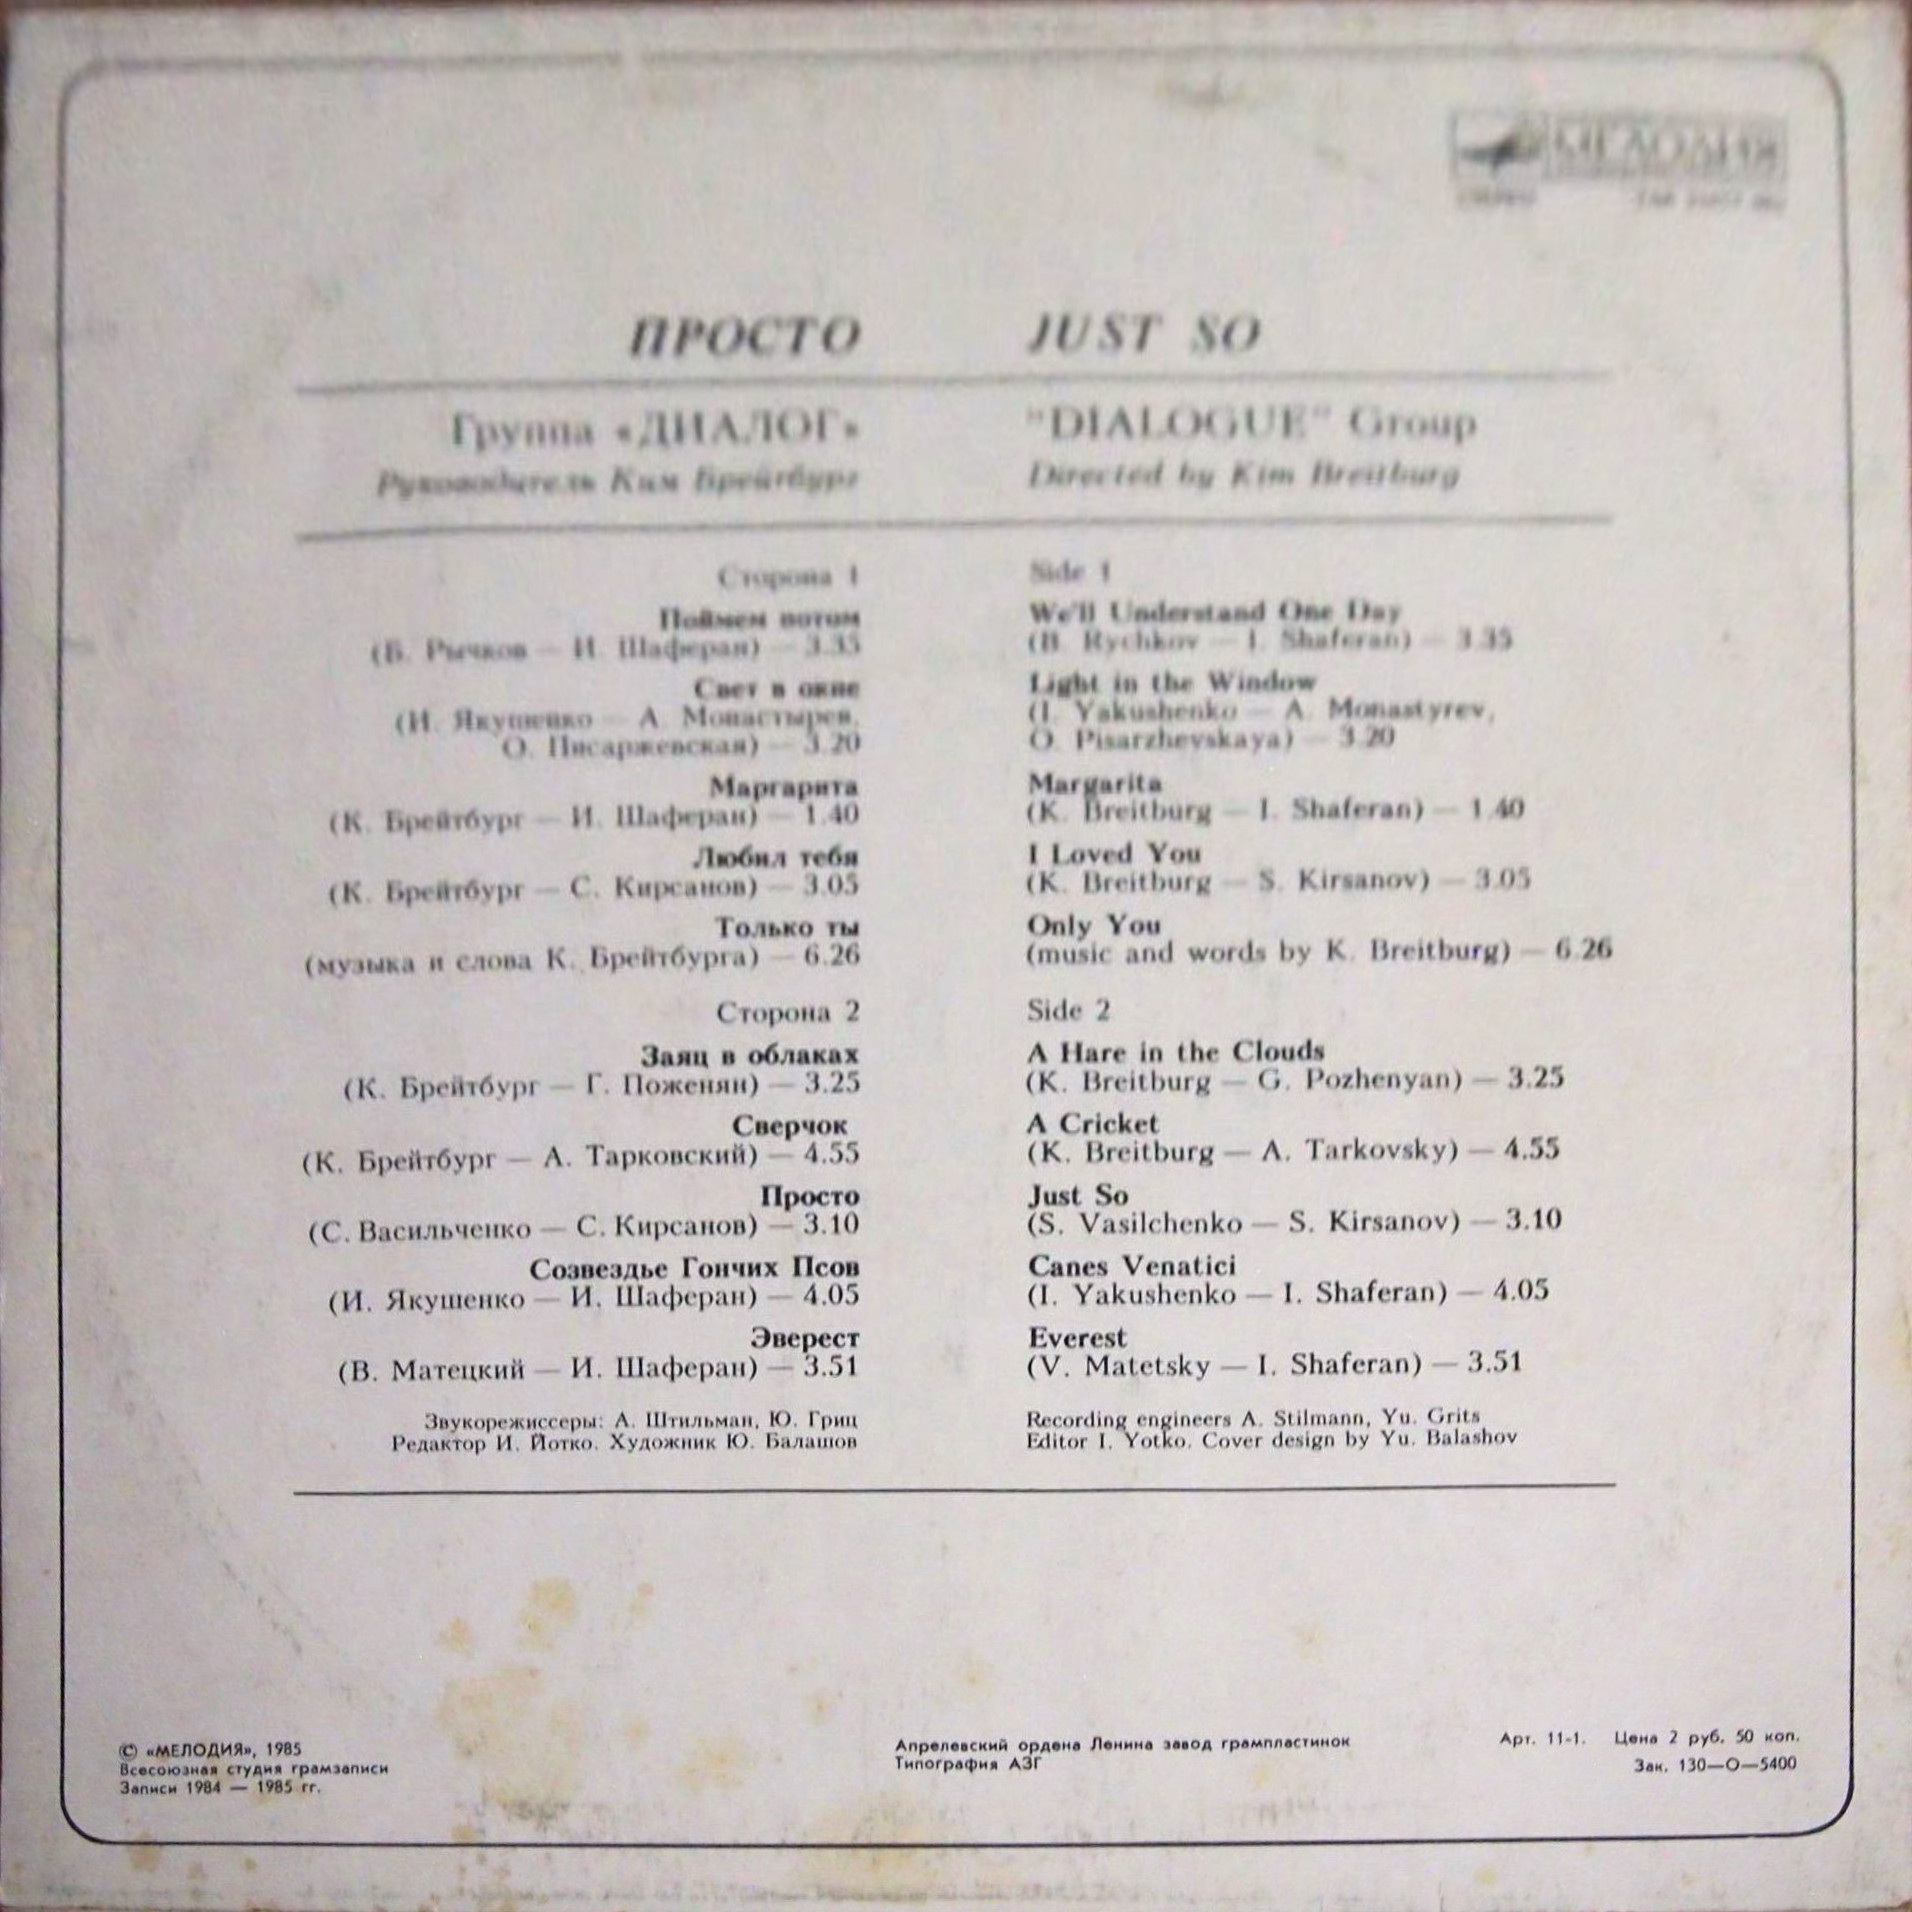 МЕЛОДИЯ
ПРОСТО
Группа «ДИАЛОГ»
Руководитель Ким Брейтбург
Сторона 1
Поймем потом
(Б. Рычков — И. Шаферан) — 3.35
Свет в окне
(И. Якушенко — А. Монастырев,
О. Писаржевская) — 3.20
Маргарита
(К. Брейтбург — И. Шаферан) — 1.40
Любил тебя
(К. Брейтбург — С. Кирсанов) — 3.05
Только ты
(музыка и слова К. Брейтбурга) — 6.26
Сторона 2
Заяц в облаках
(К. Брейтбург — Г. Поженян) — 3.25
Сверчок
(К. Брейтбург — А. Тарковский) — 4.55
Просто
(С. Васильченко — С. Кирсанов) — 3.10
Созвездье Гончих Псов
(И. Якушенко — И. Шаферан) — 4.05
Эверест
(В. Матецкий — И. Шаферан) — 3.51
Звукорежиссеры: А. Штильман, Ю. Гриц
Редактор И. Йотко. Художник Ю. Балашов
JUST SO
"DIALOGUE" Group
Directed by Kim Breitburg
Side 1
We'll Understand One Day
(B. Rychkov — I. Shaferan) — 3.35
Light in the Window
(I. Yakushenko — A. Monastyrev,
O. Pisarzhevskaya) — 3.20
Margarita
(K. Breitburg — I. Shaferan) — 1.40
I Loved You
(K. Breitburg — S. Kirsanov) — 3.05
Only You
(music and words by K. Breitburg) — 6.26
Side 2
A Hare in the Clouds
(K. Breitburg — G. Pozhenyan) — 3.25
A Cricket
(K. Breitburg — A. Tarkovsky) — 4.55
Just So
(S. Vasilchenko — S. Kirsanov) — 3.10
Canes Venatici
(I. Yakushenko — I. Shaferan) — 4.05
Everest
(V. Matetsky — I. Shaferan) — 3.51
Recording engineers A. Stilmann, Yu. Grits
Editor I. Yotko. Cover design by Yu. Balashov
© «МЕЛОДИЯ», 1985
Всесоюзная студия грамзаписи
Записи 1984 — 1985 гг.
Апрелевский ордена Ленина завод грампластинок
Типография АЗГ
Арт. 11-1. Цена 2 руб. 50 коп.
Зак. 130—О—5400